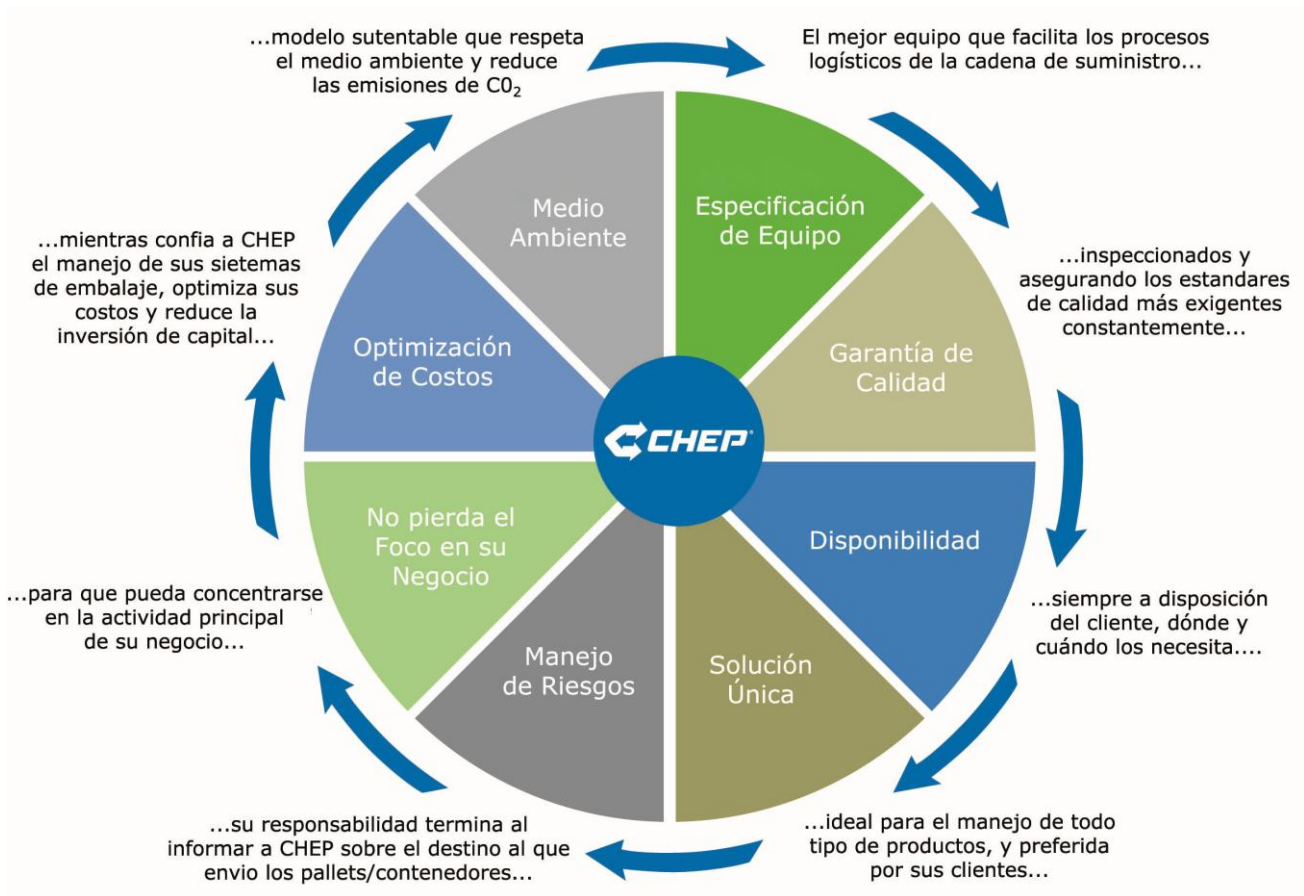 ...modelo sutentable que respeta
el medio ambiente y reduce
las emisiones de C0₂
El mejor equipo que facilita los procesos
logísticos de la cadena de suministro...
Medio
Ambiente
Especificación
de Equipo
...mientras confia a CHEP
el manejo de sus sietemas
de embalaje, optimiza sus
costos y reduce la
inversión de capital...
...inspeccionados y
asegurando los estandares
de calidad más exigentes
constantemente...
Optimización
de Costos
Garantía de
Calidad
CHEP®
No pierda el
Foco en su
Negocio
Disponibilidad
...para que pueda concentrarse
en la actividad principal
de su negocio...
...siempre a disposición
del cliente, dónde y
cuándo los necesita....
Manejo
de Riesgos
Solución
Única
...su responsabilidad termina al
informar a CHEP sobre el destino al que
envio los pallets/contenedores...
...ideal para el manejo de todo
tipo de productos, y preferida
por sus clientes...